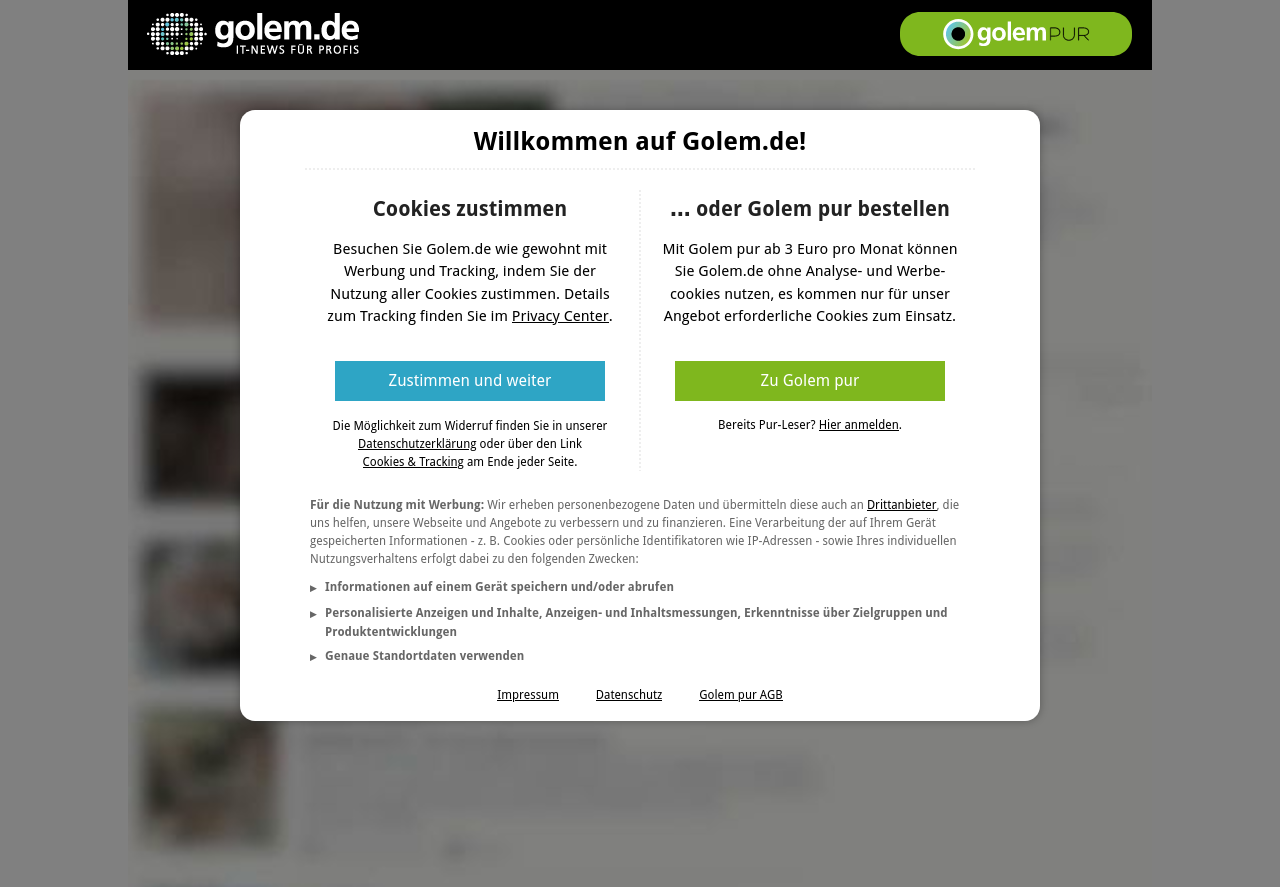 golem.de
IT-NEWS FÜR PROFIS
golem PUR
Willkommen auf Golem.de!
Cookies zustimmen
Besuchen Sie Golem.de wie gewohnt mit
Werbung und Tracking, indem Sie der
Nutzung aller Cookies zustimmen. Details
zum Tracking finden Sie im Privacy Center.
Zustimmen und weiter
Die Möglichkeit zum Widerruf finden Sie in unserer
Datenschutzerklärung oder über den Link
Cookies & Tracking am Ende jeder Seite.
... oder Golem pur bestellen
Mit Golem pur ab 3 Euro pro Monat können
Sie Golem.de ohne Analyse- und Werbe-
cookies nutzen, es kommen nur für unser
Angebot erforderliche Cookies zum Einsatz.
Zu Golem pur
Bereits Pur-Leser? Hier anmelden.
Für die Nutzung mit Werbung: Wir erheben personenbezogene Daten und übermitteln diese auch an Drittanbieter, die
uns helfen, unsere Webseite und Angebote zu verbessern und zu finanzieren. Eine Verarbeitung der auf Ihrem Gerät
gespeicherten Informationen - z. B. Cookies oder persönliche Identifikatoren wie IP-Adressen - sowie Ihres individuellen
Nutzungsverhaltens erfolgt dabei zu den folgenden Zwecken:
► Informationen auf einem Gerät speichern und/oder abrufen
► Personalisierte Anzeigen und Inhalte, Anzeigen- und Inhaltsmessungen, Erkenntnisse über Zielgruppen und
Produktentwicklungen
► Genaue Standortdaten verwenden
Impressum Datenschutz Golem pur AGB